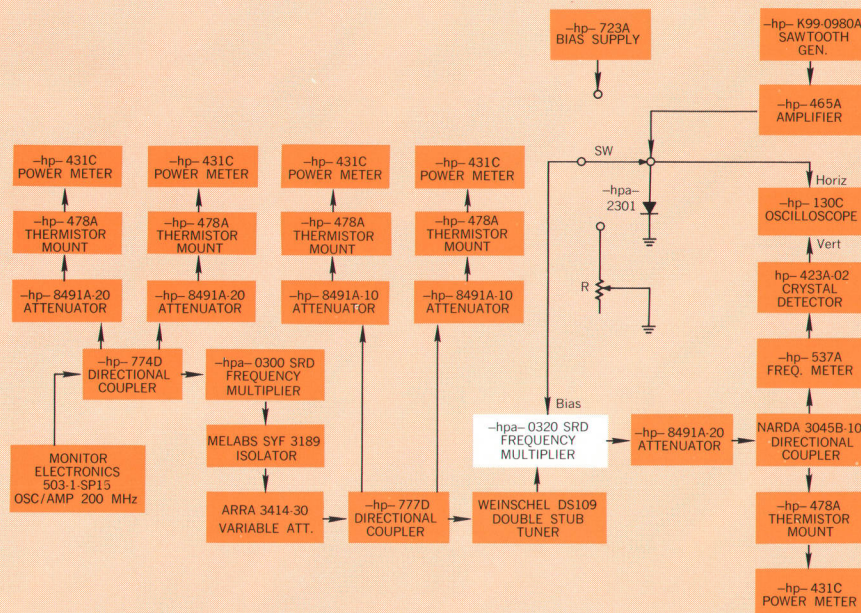 -hp- 723A
BIAS SUPPLY
-hp- K99-0980A
SAWTOOTH
GEN.
-hp- 465A
AMPLIFIER
-hp- 431C
POWER METER
-hp- 431C
POWER METER
-hp- 431C
POWER METER
-hp- 431C
POWER METER
SW
-hpa-
2301
Horiz
-hp- 130C
OSCILLOSCOPE
Vert
-hp- 478A
THERMISTOR
MOUNT
-hp- 478A
THERMISTOR
MOUNT
-hp- 478A
THERMISTOR
MOUNT
-hp- 478A
THERMISTOR
MOUNT
-hp- 8491A-20
ATTENUATOR
-hp- 8491A-20
ATTENUATOR
-hp- 8491A-10
ATTENUATOR
-hp- 8491A-10
ATTENUATOR
R
hp- 423A-02
CRYSTAL
DETECTOR
-hp- 774D
DIRECTIONAL
COUPLER
-hpa- 0300 SRD
FREQUENCY
MULTIPLIER
-hp- 537A
FREQ. METER
Bias
-hpa- 0320 SRD
FREQUENCY
MULTIPLIER
-hp- 8491A-20
ATTENUATOR
NARDA 3045B-10
DIRECTIONAL
COUPLER
MONITOR
ELECTRONICS
503-1-SP15
OSC/AMP 200 MHz
MELABS SYF 3189
ISOLATOR
ARRA 3414-30
VARIABLE ATT.
-hp- 777D
DIRECTIONAL
COUPLER
WEINSCHEL DS109
DOUBLE STUB
TUNER
-hp- 478A
THERMISTOR
MOUNT
-hp- 431C
POWER METER